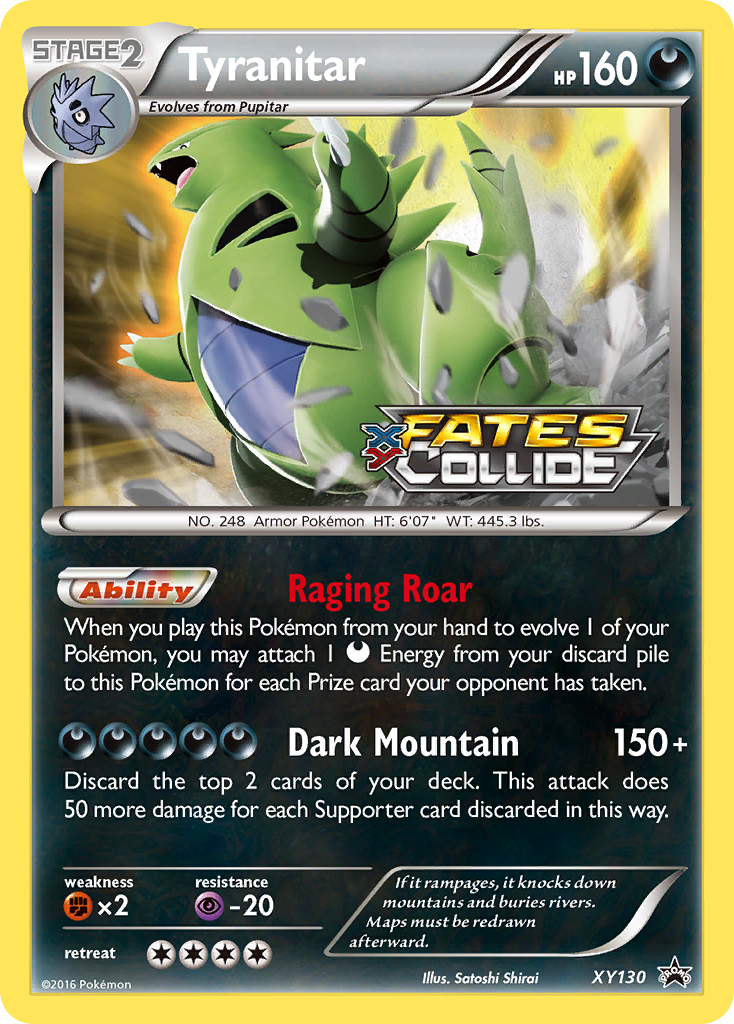 STAGE2
Tyranitar
HP160
Evolves from Pupitar
XY
FATES
COLLIDE
NO. 248 Armor Pokémon HT: 6'07" WT: 445.3 lbs.
Ability Raging Roar
When you play this Pokémon from your hand to evolve 1 of your
Pokémon, you may attach 1 Energy from your discard pile
to this Pokémon for each Prize card your opponent has taken.
Dark Mountain 150+
Discard the top 2 cards of your deck. This attack does
50 more damage for each Supporter card discarded in this way.
weakness resistance
×2 -20
retreat
If it rampages, it knocks down
mountains and buries rivers.
Maps must be redrawn
afterward.
©2016 Pokémon
Illus. Satoshi Shirai
XY130
PROMO